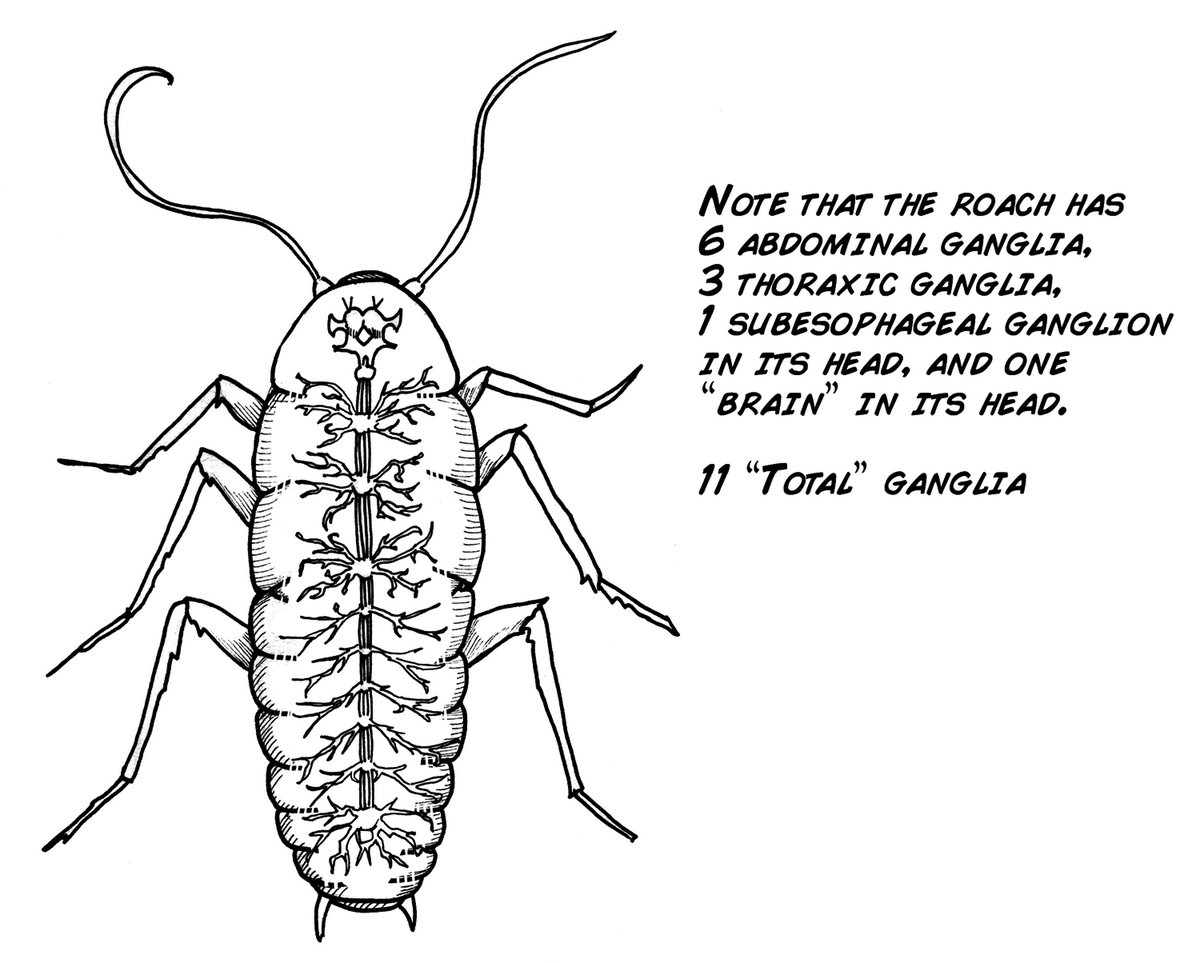 Note that the roach has
6 abdominal ganglia,
3 thoraxic ganglia,
1 subesophageal ganglion
in its head, and one
“brain” in its head.
11 “Total” ganglia